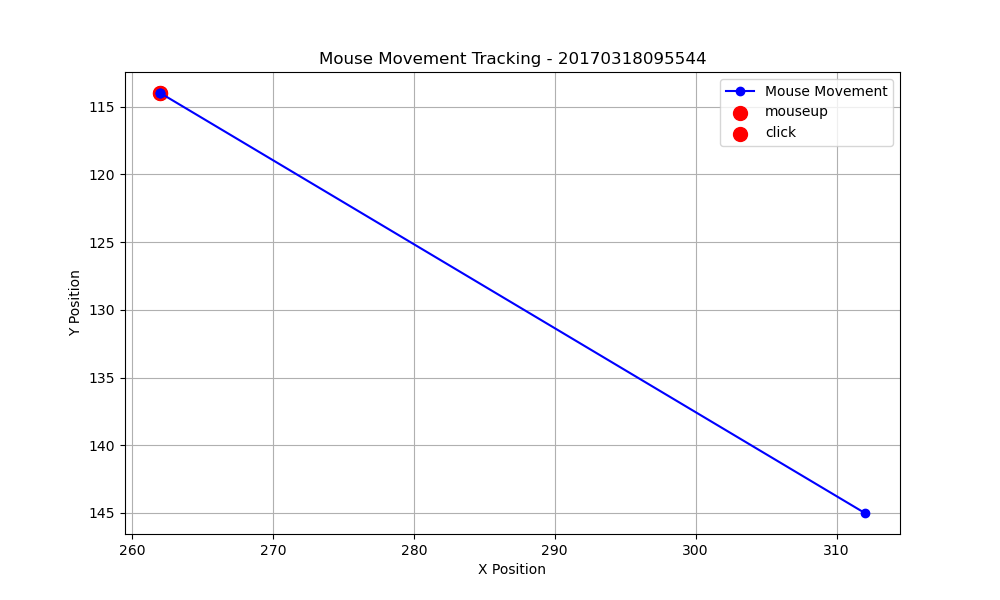 Mouse Movement Tracking - 20170318095544
Mouse Movement
mouseup
click
Y Position
115
120
125
130
135
140
145
260
270
280
290
300
310
X Position